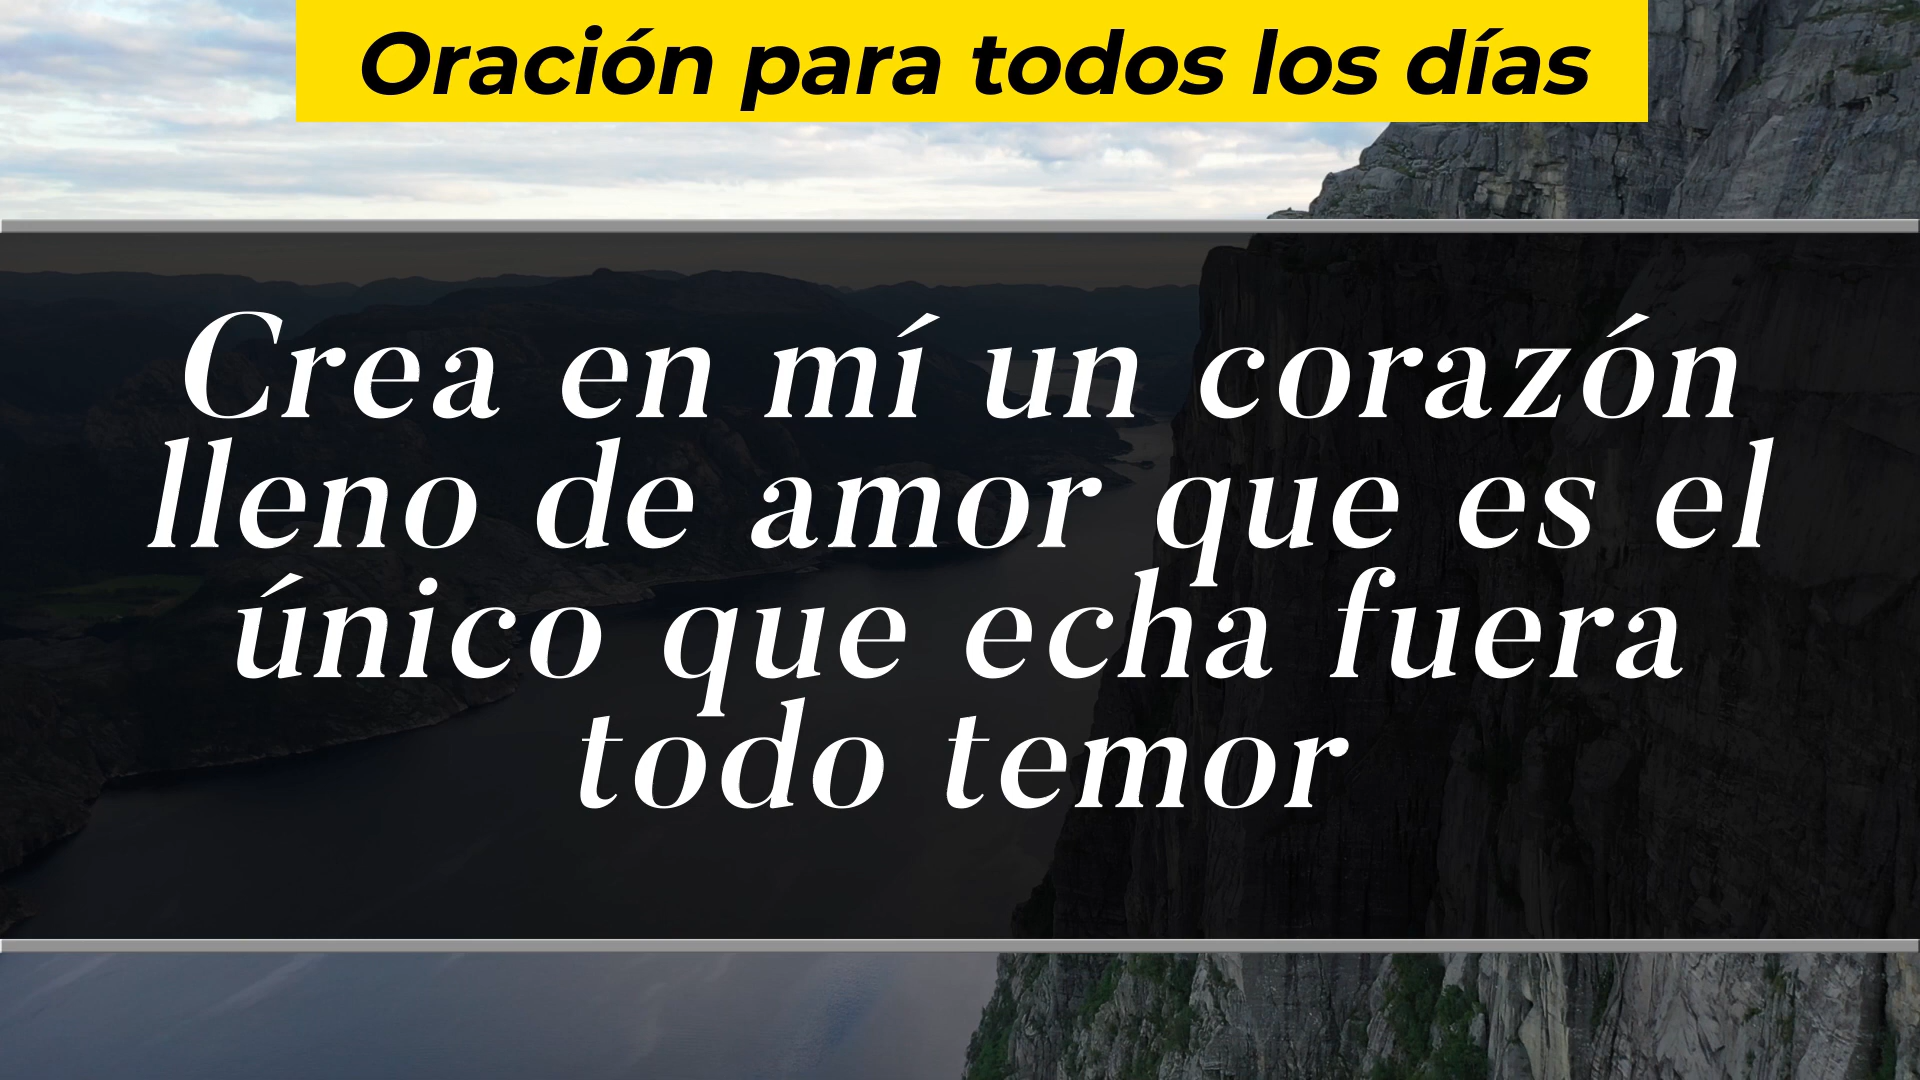 Oración para todos los días
Crea en mí un corazón
lleno de amor que es el
único que echa fuera
todo temor